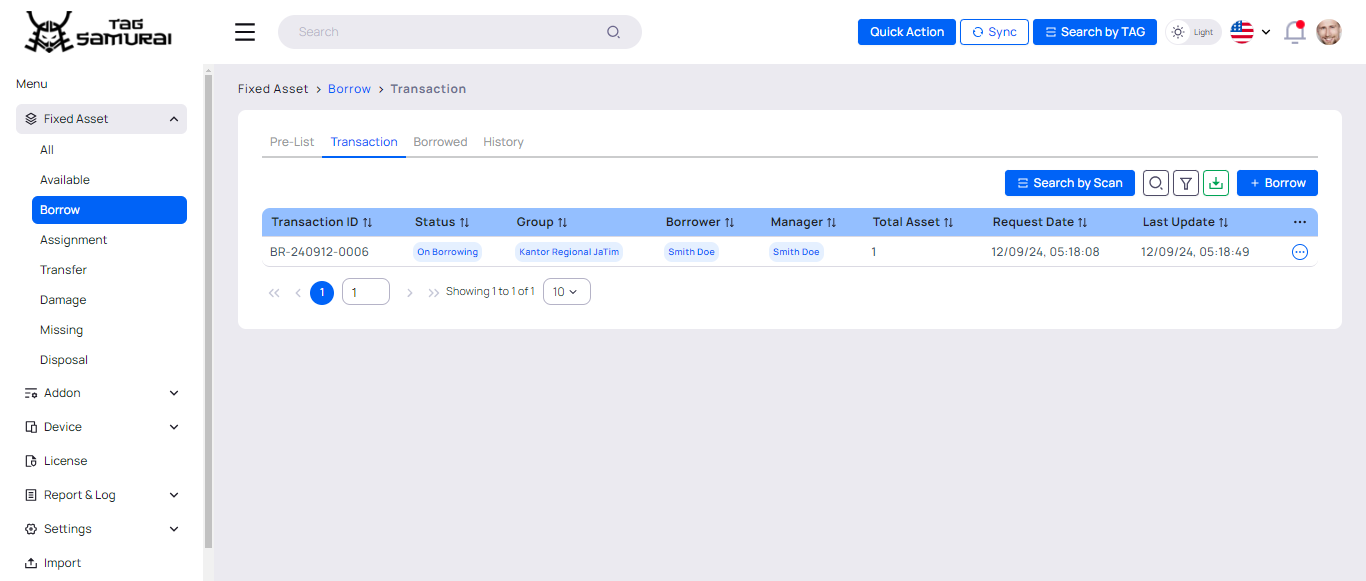 TAG
SAMURAI
Search
Quick Action
Sync
Search by TAG
Light
Menu
Fixed Asset
All
Available
Borrow
Assignment
Transfer
Damage
Missing
Disposal
Addon
Device
License
Report & Log
Settings
Import
Fixed Asset > Borrow > Transaction
Pre-List Transaction Borrowed History
Search by Scan
+ Borrow
Transaction ID Status Group Borrower Manager Total Asset Request Date Last Update
BR-240912-0006 On Borrowing Kantor Regional JaTim Smith Doe Smith Doe 1 12/09/24, 05:18:08 12/09/24, 05:18:49
1 1 Showing 1 to 1 of 1 10